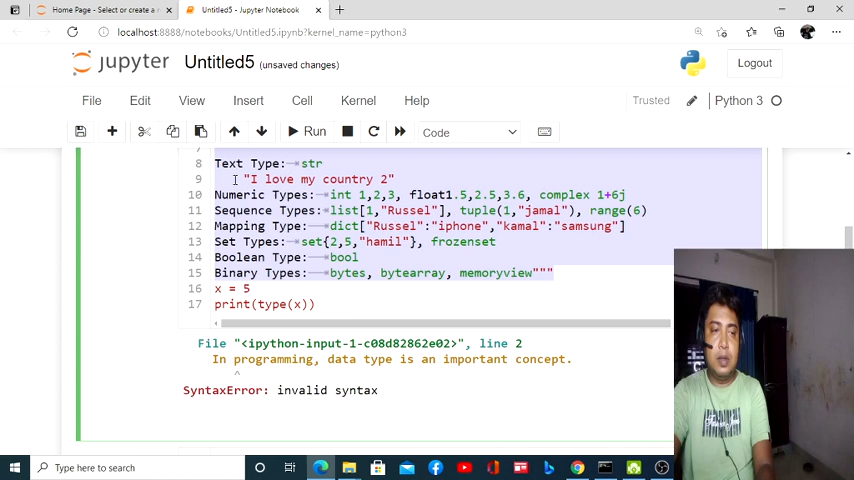 Home Page - Select or create a n
Untitled5 - Jupyter Notebook
localhost:8888/notebooks/Untitled5.ipynb?kernel_name=python3
jupyter
Untitled5 (unsaved changes)
Logout
File Edit View Insert Cell Kernel Help
Trusted
Python 3
Run
Code
8 Text Type: str
9 "I love my country 2"
10 Numeric Types: int 1,2,3, float1.5,2.5,3.6, complex 1+6j
11 Sequence Types: list[1,"Russel"], tuple(1,"jamal"), range(6)
12 Mapping Type: dict["Russel":"iphone","kamal":"samsung"]
13 Set Types: set{2,5,"hamil"}, frozenset
14 Boolean Type: bool
15 Binary Types: bytes, bytearray, memoryview"""
16 x = 5
17 print(type(x))
File "<ipython-input-1-c08d82862e02>", line 2
In programming, data type is an important concept.
^
SyntaxError: invalid syntax
Type here to search